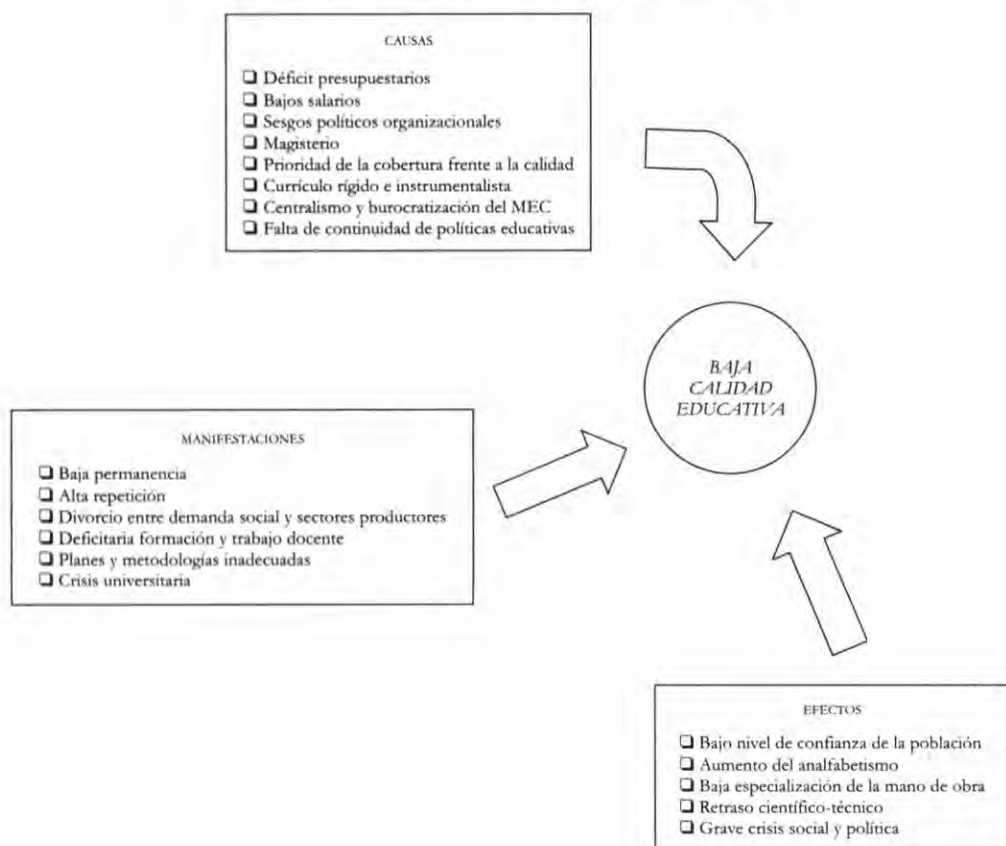 CAUSAS
❑ Déficit presupuestarios
❑ Bajos salarios
❑ Sesgos políticos organizacionales
❑ Magisterio
❑ Prioridad de la cobertura frente a la calidad
❑ Currículo rígido e instrumentalista
❑ Centralismo y burocratización del MEC
❑ Falta de continuidad de políticas educativas
BAJA
CALIDAD
EDUCATIVA
MANIFESTACIONES
❑ Baja permanencia
❑ Alta repetición
❑ Divorcio entre demanda social y sectores productores
❑ Deficitaria formación y trabajo docente
❑ Planes y metodologías inadecuadas
❑ Crisis universitaria
EFECTOS
❑ Bajo nivel de confianza de la población
❑ Aumento del analfabetismo
❑ Baja especialización de la mano de obra
❑ Retraso científico-técnico
❑ Grave crisis social y política